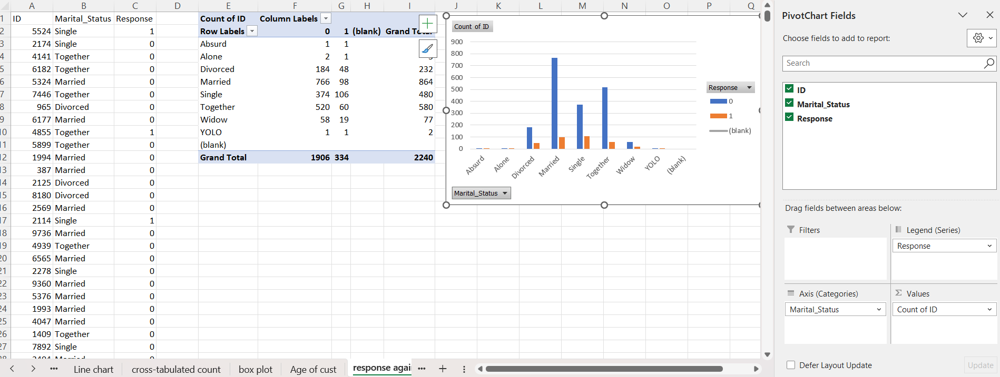 A B C D E F G H I J K L M N O P Q
1 ID Marital_Status Response Count of ID Column Labels
2 5524 Single 1 Row Labels 0 1 (blank) Grand
3 2174 Single 0 Absurd 1 1
4 4141 Together 0 Alone 2 1
5 6182 Together 0 Divorced 184 48 232
6 5324 Married 0 Married 766 98 864
7 7446 Together 0 Single 374 106 480
8 965 Divorced 0 Together 520 60 580
9 6177 Married 0 Widow 58 19 77
10 4855 Together 1 YOLO 1 1 2
11 5899 Together 0 (blank)
12 1994 Married 0 Grand Total 1906 334 2240
13 387 Married 0
14 2125 Divorced 0
15 8180 Divorced 0
16 2569 Married 0
17 2114 Single 1
18 9736 Married 0
19 4939 Together 0
20 6565 Married 0
21 2278 Single 0
22 9360 Married 0
23 5376 Married 0
24 1993 Married 0
25 4047 Married 0
26 1409 Together 0
27 7892 Single 0
Count of ID
900
800
700
600
500
400
300
200
100
0
Absurd
Alone
Divorced
Married
Single
Together
Widow
YOLO
(blank)
Response
0
1
(blank)
Marital_Status
PivotChart Fields
Choose fields to add to report:
Search
ID
Marital_Status
Response
Drag fields between areas below:
Filters
Legend (Series)
Response
Axis (Categories)
Σ Values
Marital_Status
Count of ID
Defer Layout Update
Update
Line chart
cross-tabulated count
box plot
Age of cust
response agai